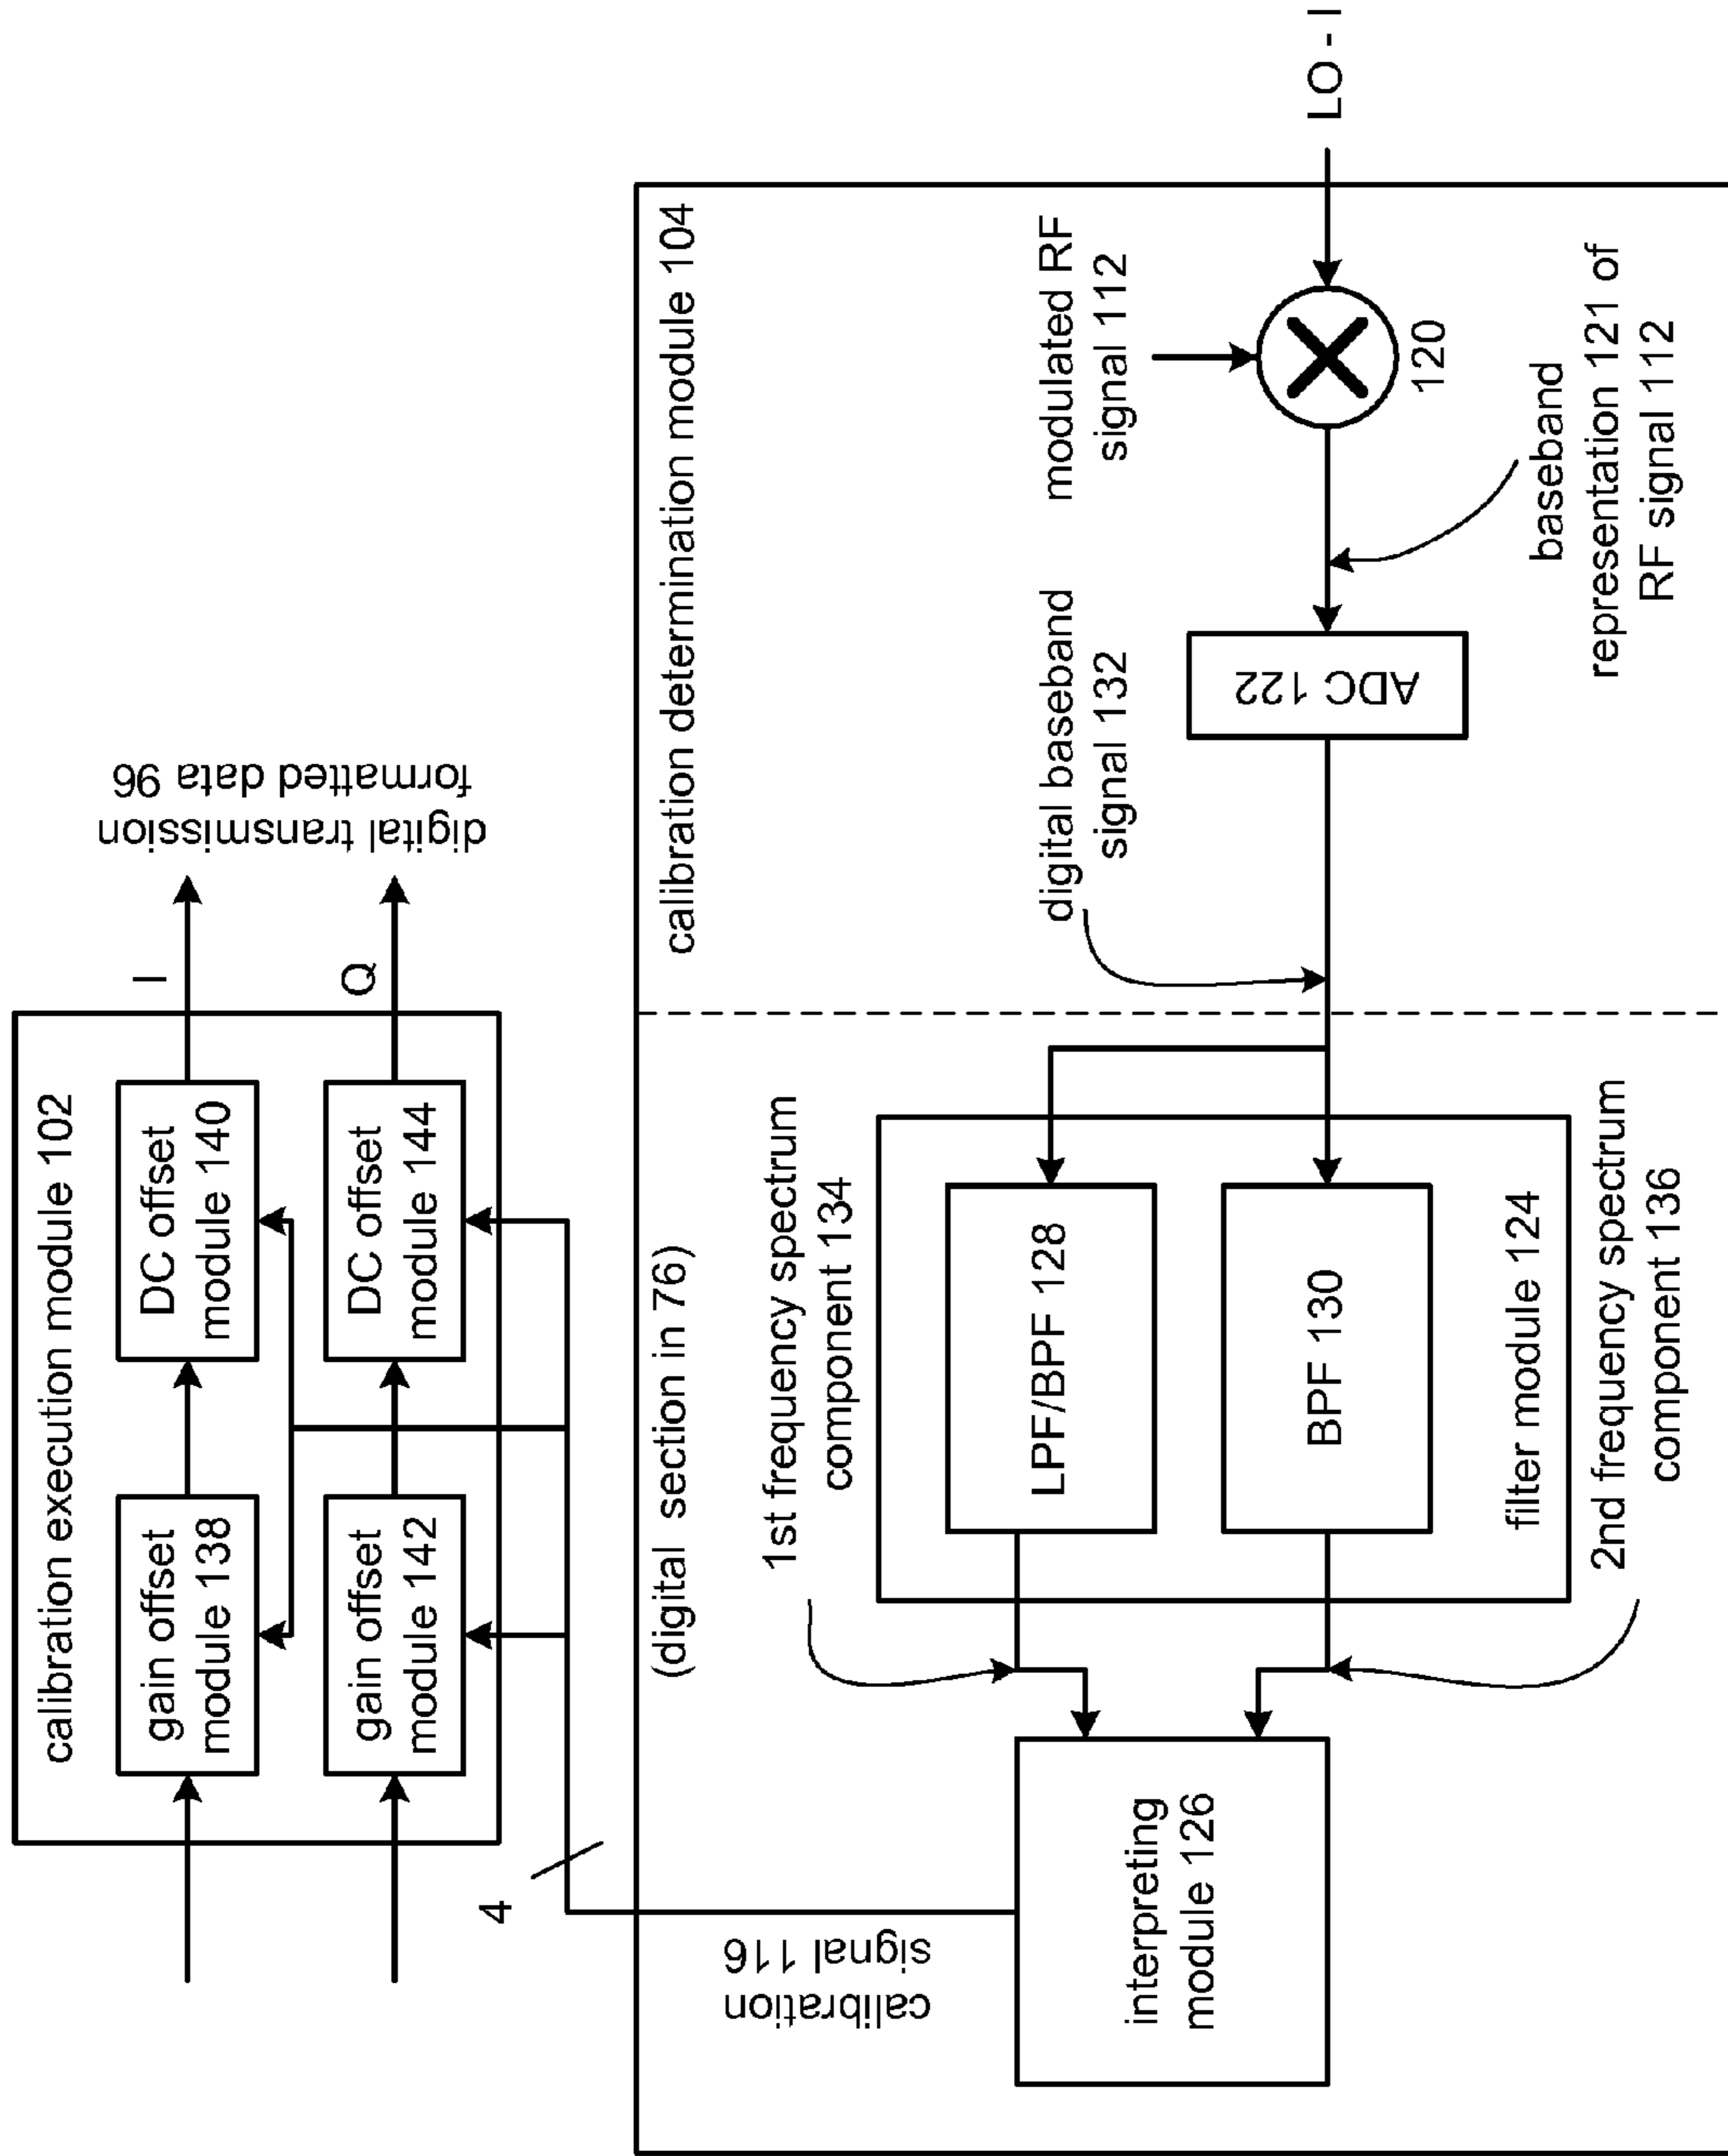 calibration execution module 102
gain offset
module 138
DC offset
module 140
I
gain offset
module 142
DC offset
module 144
Q
digital transmission
formatted data 96
4
calibration
signal 116
(digital section in 76)
calibration determination module 104
1st frequency spectrum
component 134
digital baseband
signal 132
modulated RF
signal 112
interpreting
module 126
LPF/BPF 128
BPF 130
filter module 124
2nd frequency spectrum
component 136
ADC 122
120
LO - I
baseband
representation 121 of
RF signal 112